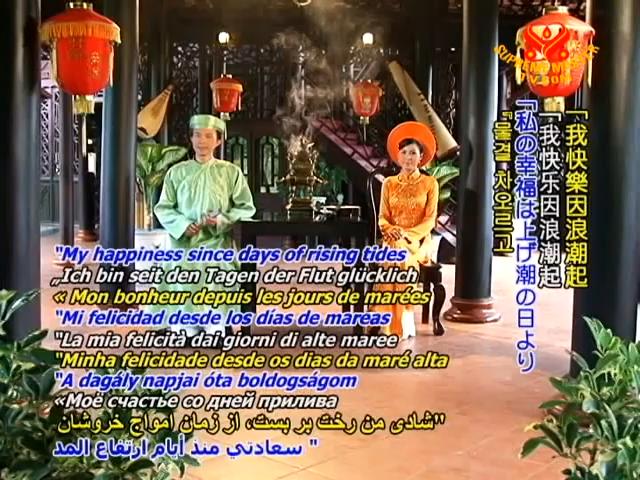 SUPREME MASTER
TV.COM
"My happiness since days of rising tides
„Ich bin seit den Tagen der Flut glücklich
« Mon bonheur depuis les jours de marées
"Mi felicidad desde los días de mareas
"La mia felicità dai giorni di alte maree
"Minha felicidade desde os dias da maré alta
"A dagály napjai óta boldogságom
«Моё счастье со дней прилива
"شادی من رخت بر بست، از زمان امواج خروشان
" سعادتي منذ أيام ارتفاع المد
「我快樂因浪潮起
「我快乐因浪潮起
「私の幸福は上げ潮の日より
『물결 치오르고